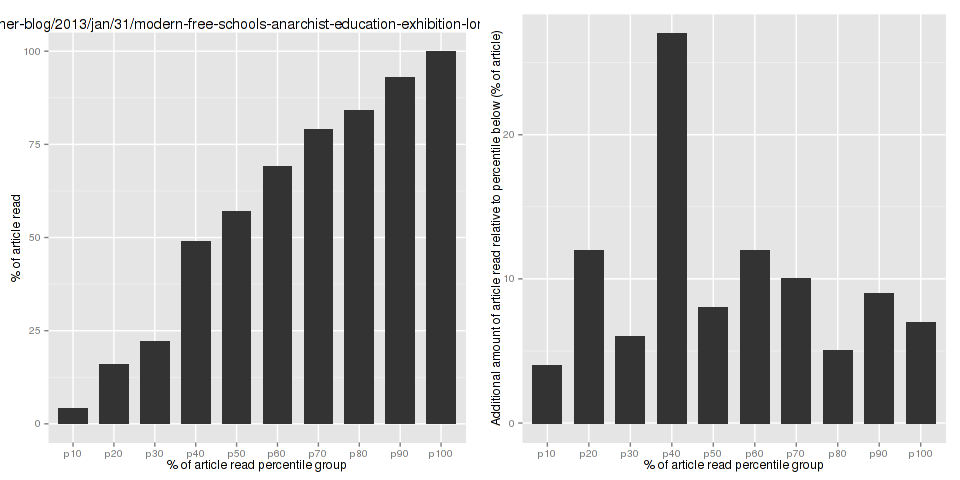 her-blog/2013/jan/31/modern-free-schools-anarchist-education-exhibition-lon
% of article read
100
75
50
25
0
p10 p20 p30 p40 p50 p60 p70 p80 p90 p100
% of article read percentile group
Additional amount of article read relative to percentile below (% of article)
20
10
0
p10 p20 p30 p40 p50 p60 p70 p80 p90 p100
% of article read percentile group